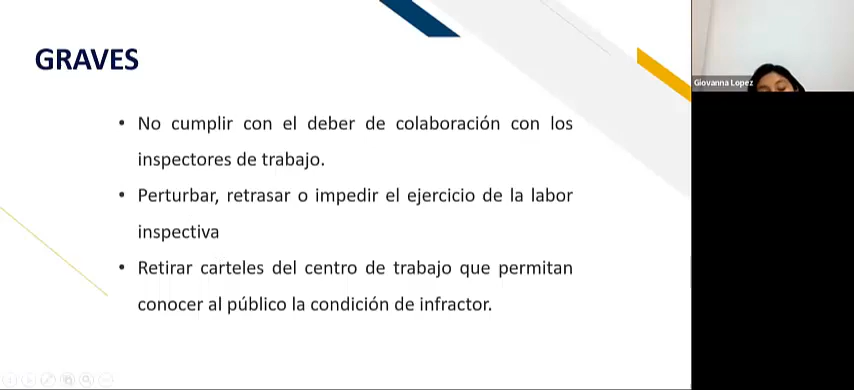 GRAVES
Giovanna Lopez
• No cumplir con el deber de colaboración con los
inspectores de trabajo.
• Perturbar, retrasar o impedir el ejercicio de la labor
inspectiva
• Retirar carteles del centro de trabajo que permitan
conocer al público la condición de infractor.